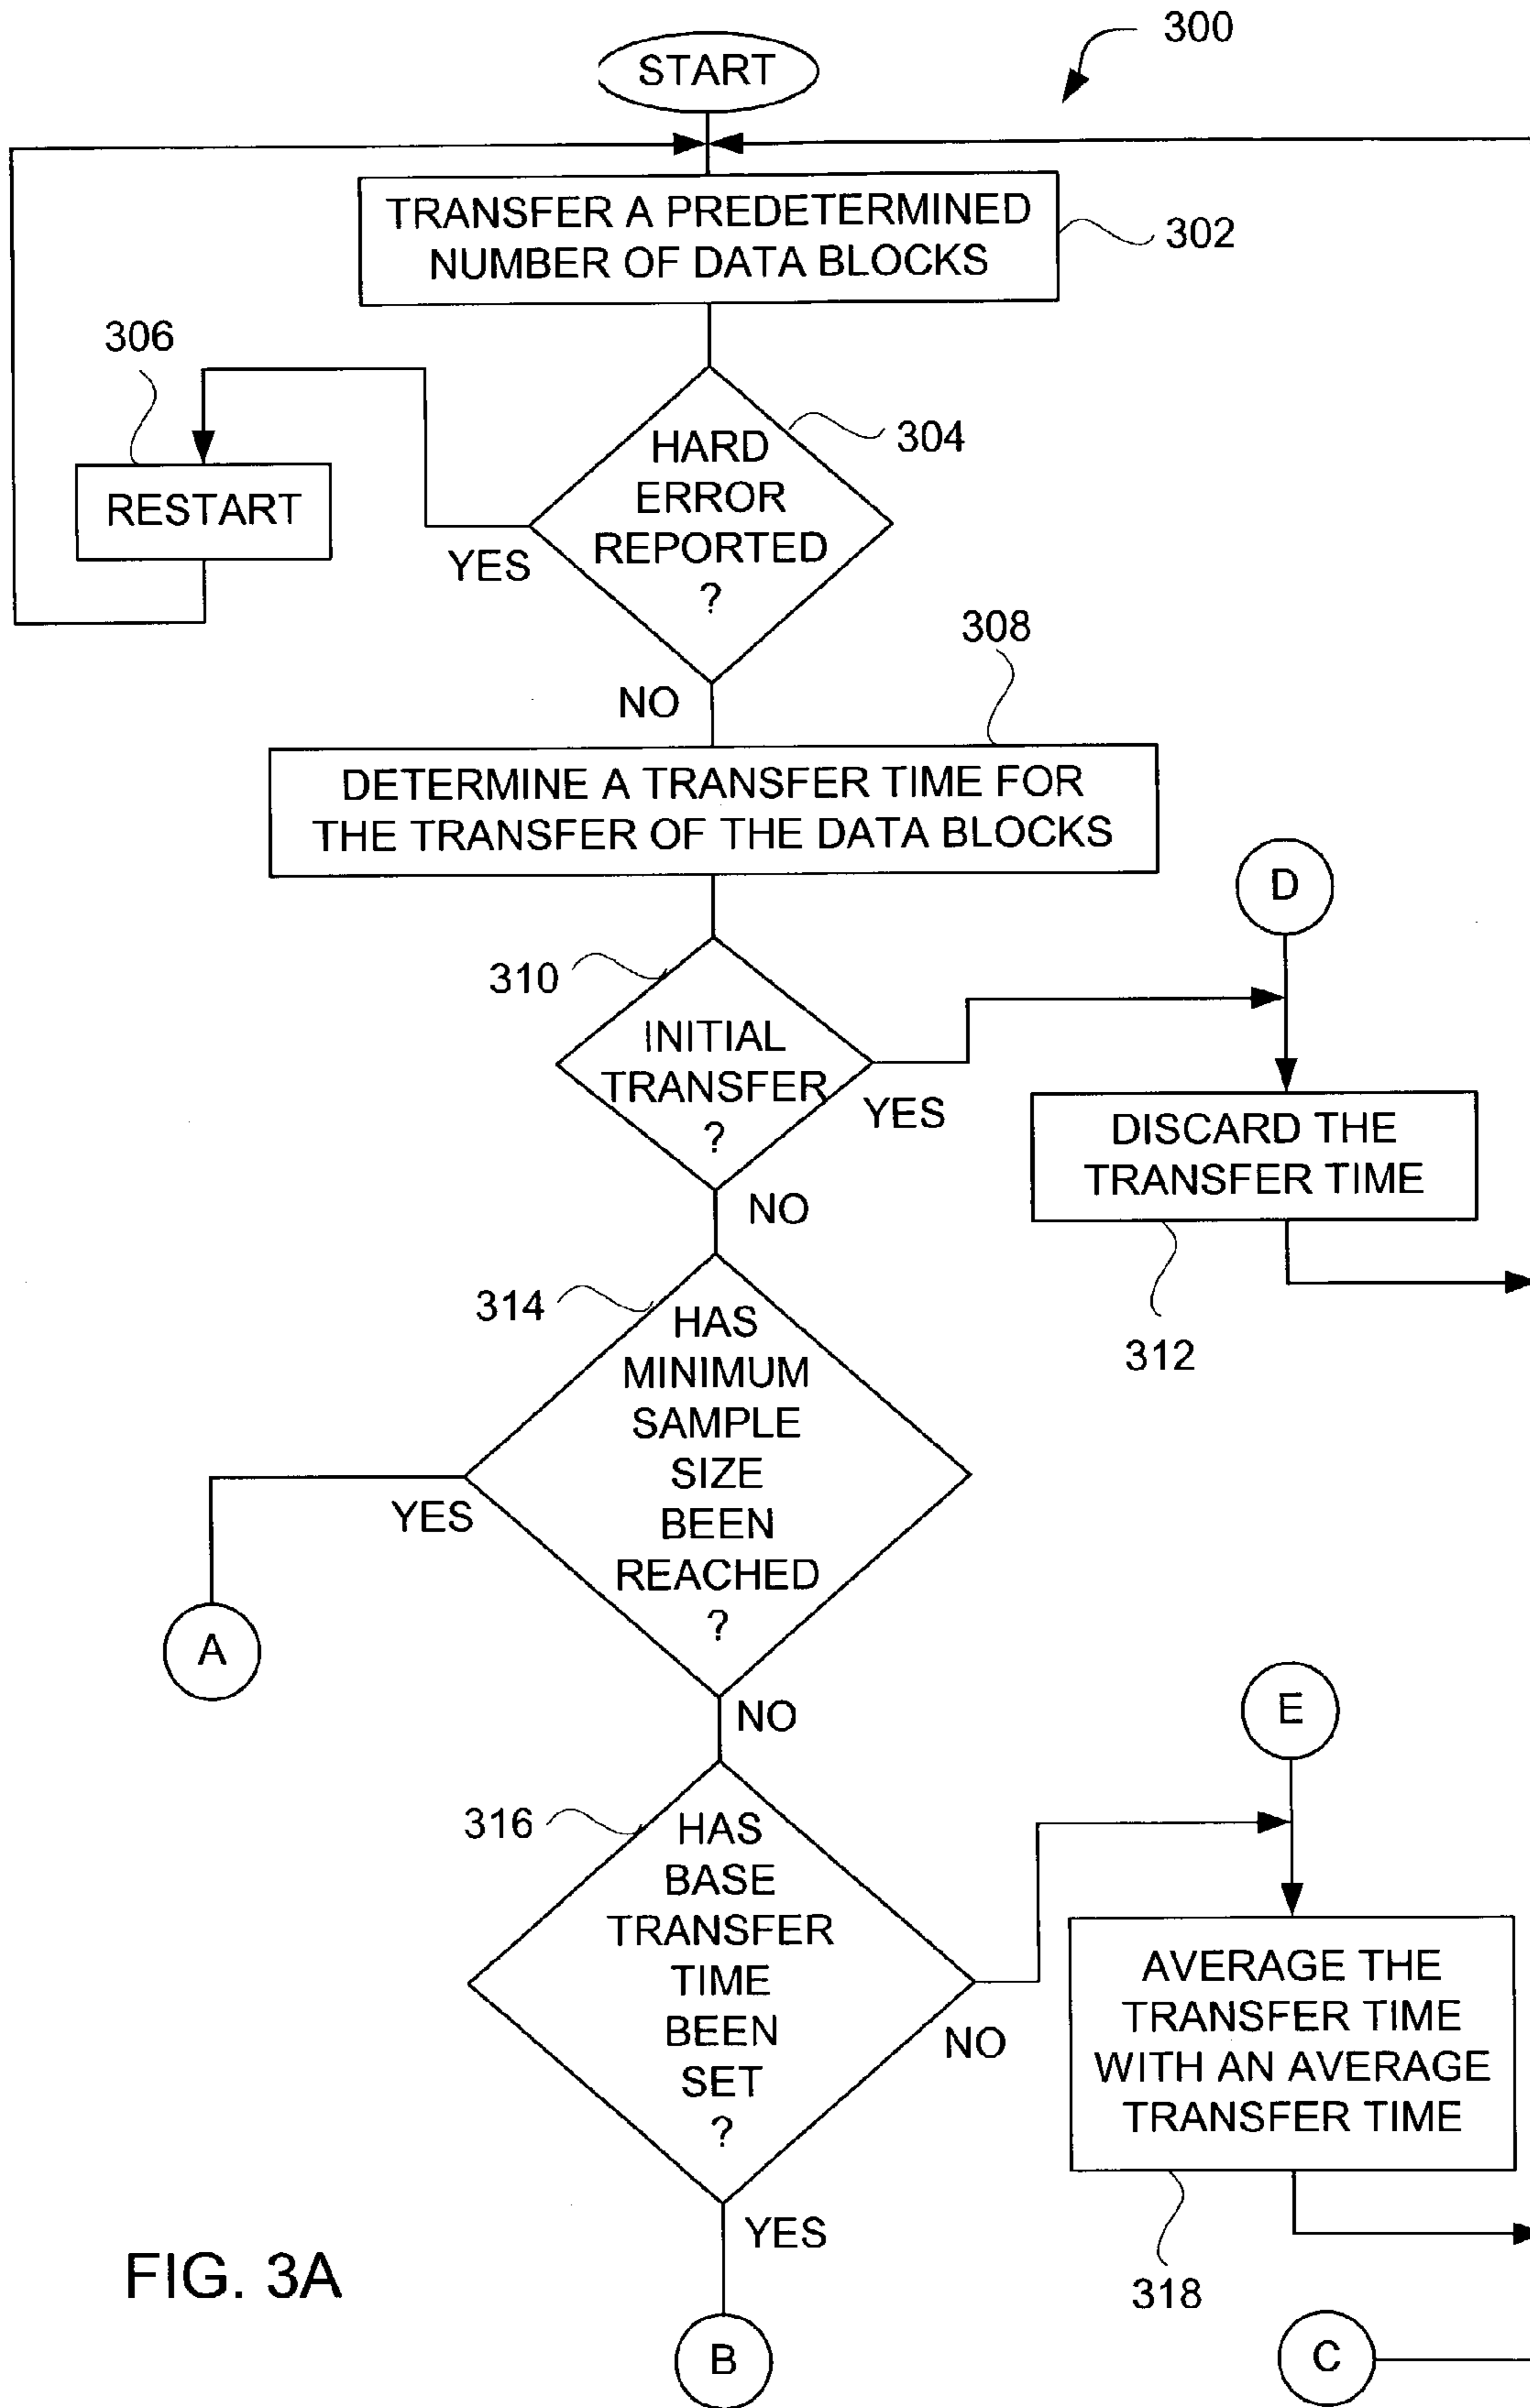 300
START
TRANSFER A PREDETERMINED
NUMBER OF DATA BLOCKS
302
306
RESTART
HARD
ERROR
REPORTED
?
304
YES
NO
308
DETERMINE A TRANSFER TIME FOR
THE TRANSFER OF THE DATA BLOCKS
D
310
INITIAL
TRANSFER
?
YES
NO
DISCARD THE
TRANSFER TIME
312
314
HAS
MINIMUM
SAMPLE
SIZE
BEEN
REACHED
?
YES
A
NO
E
316
HAS
BASE
TRANSFER
TIME
BEEN
SET
?
NO
AVERAGE THE
TRANSFER TIME
WITH AN AVERAGE
TRANSFER TIME
318
YES
FIG. 3A
B
C